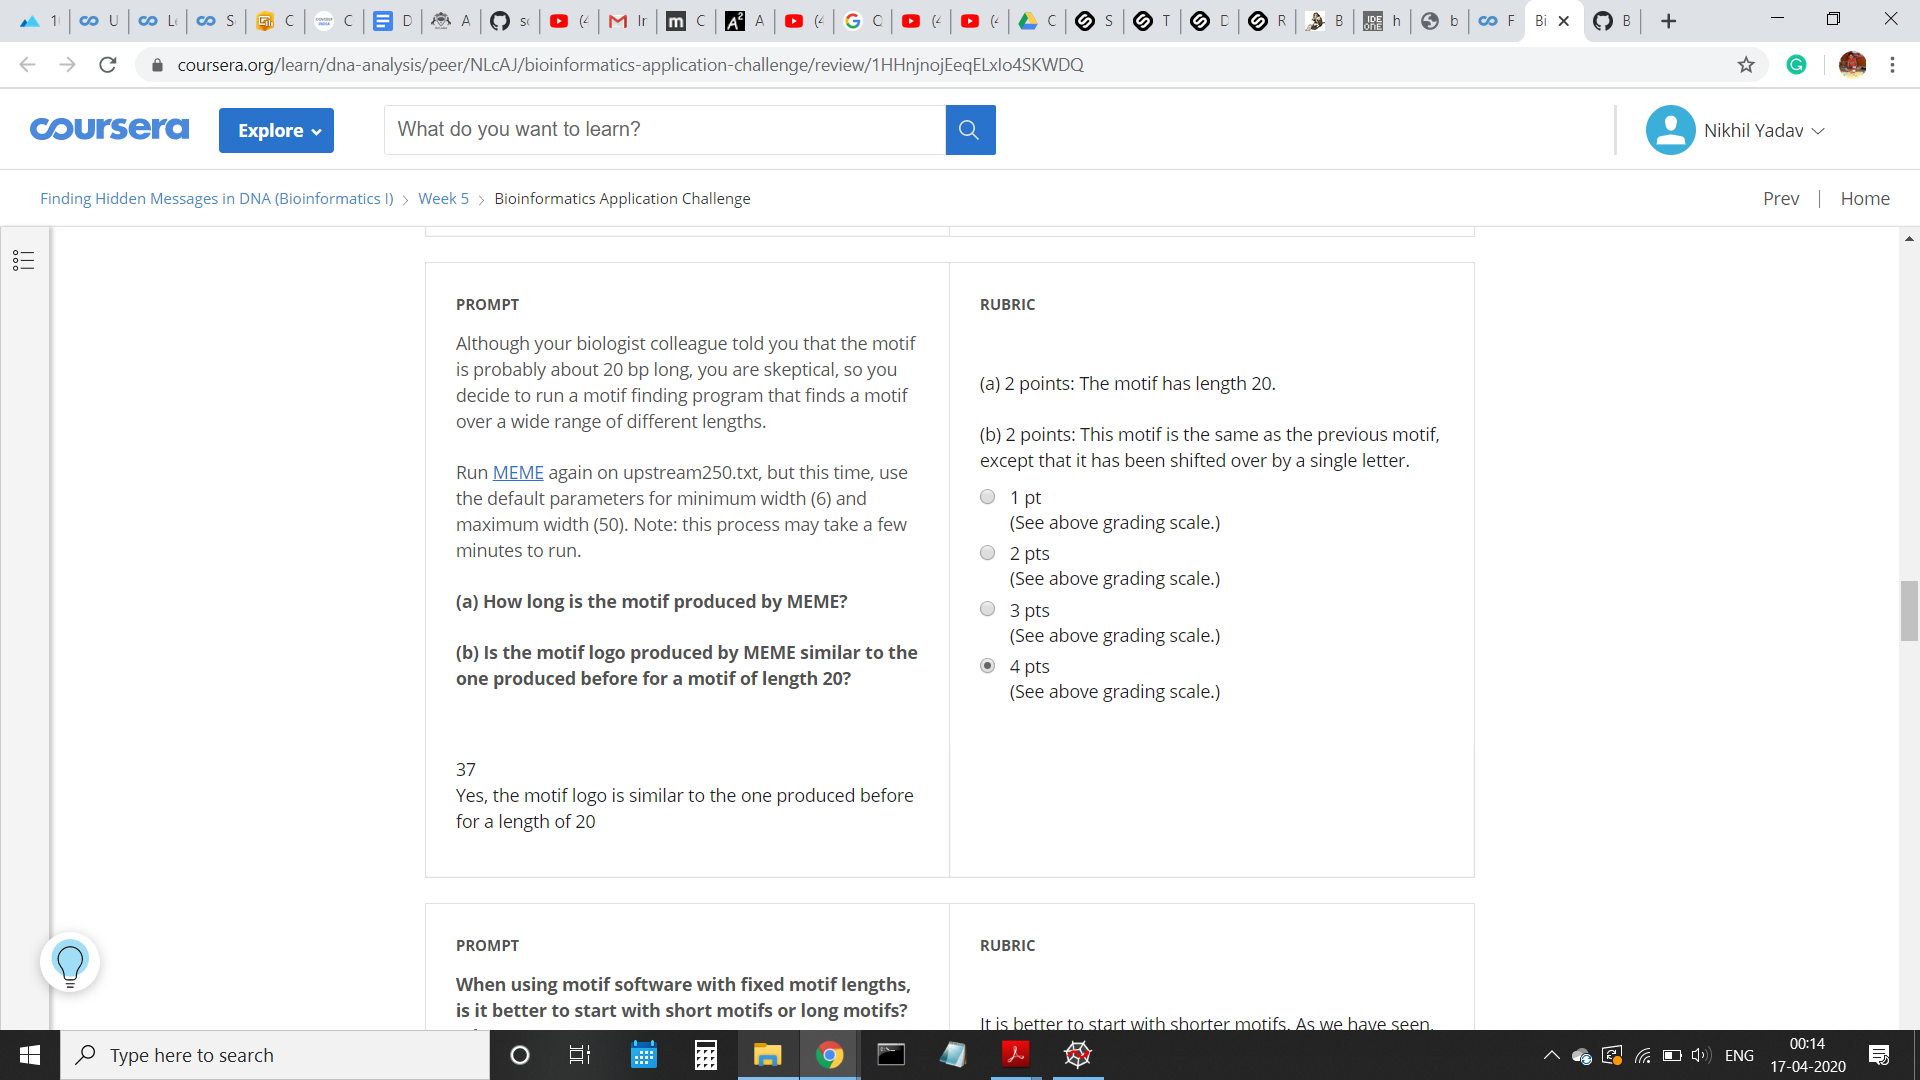 coursera.org/learn/dna-analysis/peer/NLcAJ/bioinformatics-application-challenge/review/1HHnjnojEeqELxIo4SKWDQ
coursera
Explore
What do you want to learn?
Nikhil Yadav
Finding Hidden Messages in DNA (Bioinformatics I) > Week 5 > Bioinformatics Application Challenge
Prev | Home
PROMPT
Although your biologist colleague told you that the motif
is probably about 20 bp long, you are skeptical, so you
decide to run a motif finding program that finds a motif
over a wide range of different lengths.
Run MEME again on upstream250.txt, but this time, use
the default parameters for minimum width (6) and
maximum width (50). Note: this process may take a few
minutes to run.
(a) How long is the motif produced by MEME?
(b) Is the motif logo produced by MEME similar to the
one produced before for a motif of length 20?
37
Yes, the motif logo is similar to the one produced before
for a length of 20
RUBRIC
(a) 2 points: The motif has length 20.
(b) 2 points: This motif is the same as the previous motif,
except that it has been shifted over by a single letter.
1 pt
(See above grading scale.)
2 pts
(See above grading scale.)
3 pts
(See above grading scale.)
4 pts
(See above grading scale.)
PROMPT
When using motif software with fixed motif lengths,
is it better to start with short motifs or long motifs?
RUBRIC
It is better to start with shorter motifs. As we have seen,
Type here to search
ENG
00:14
17-04-2020